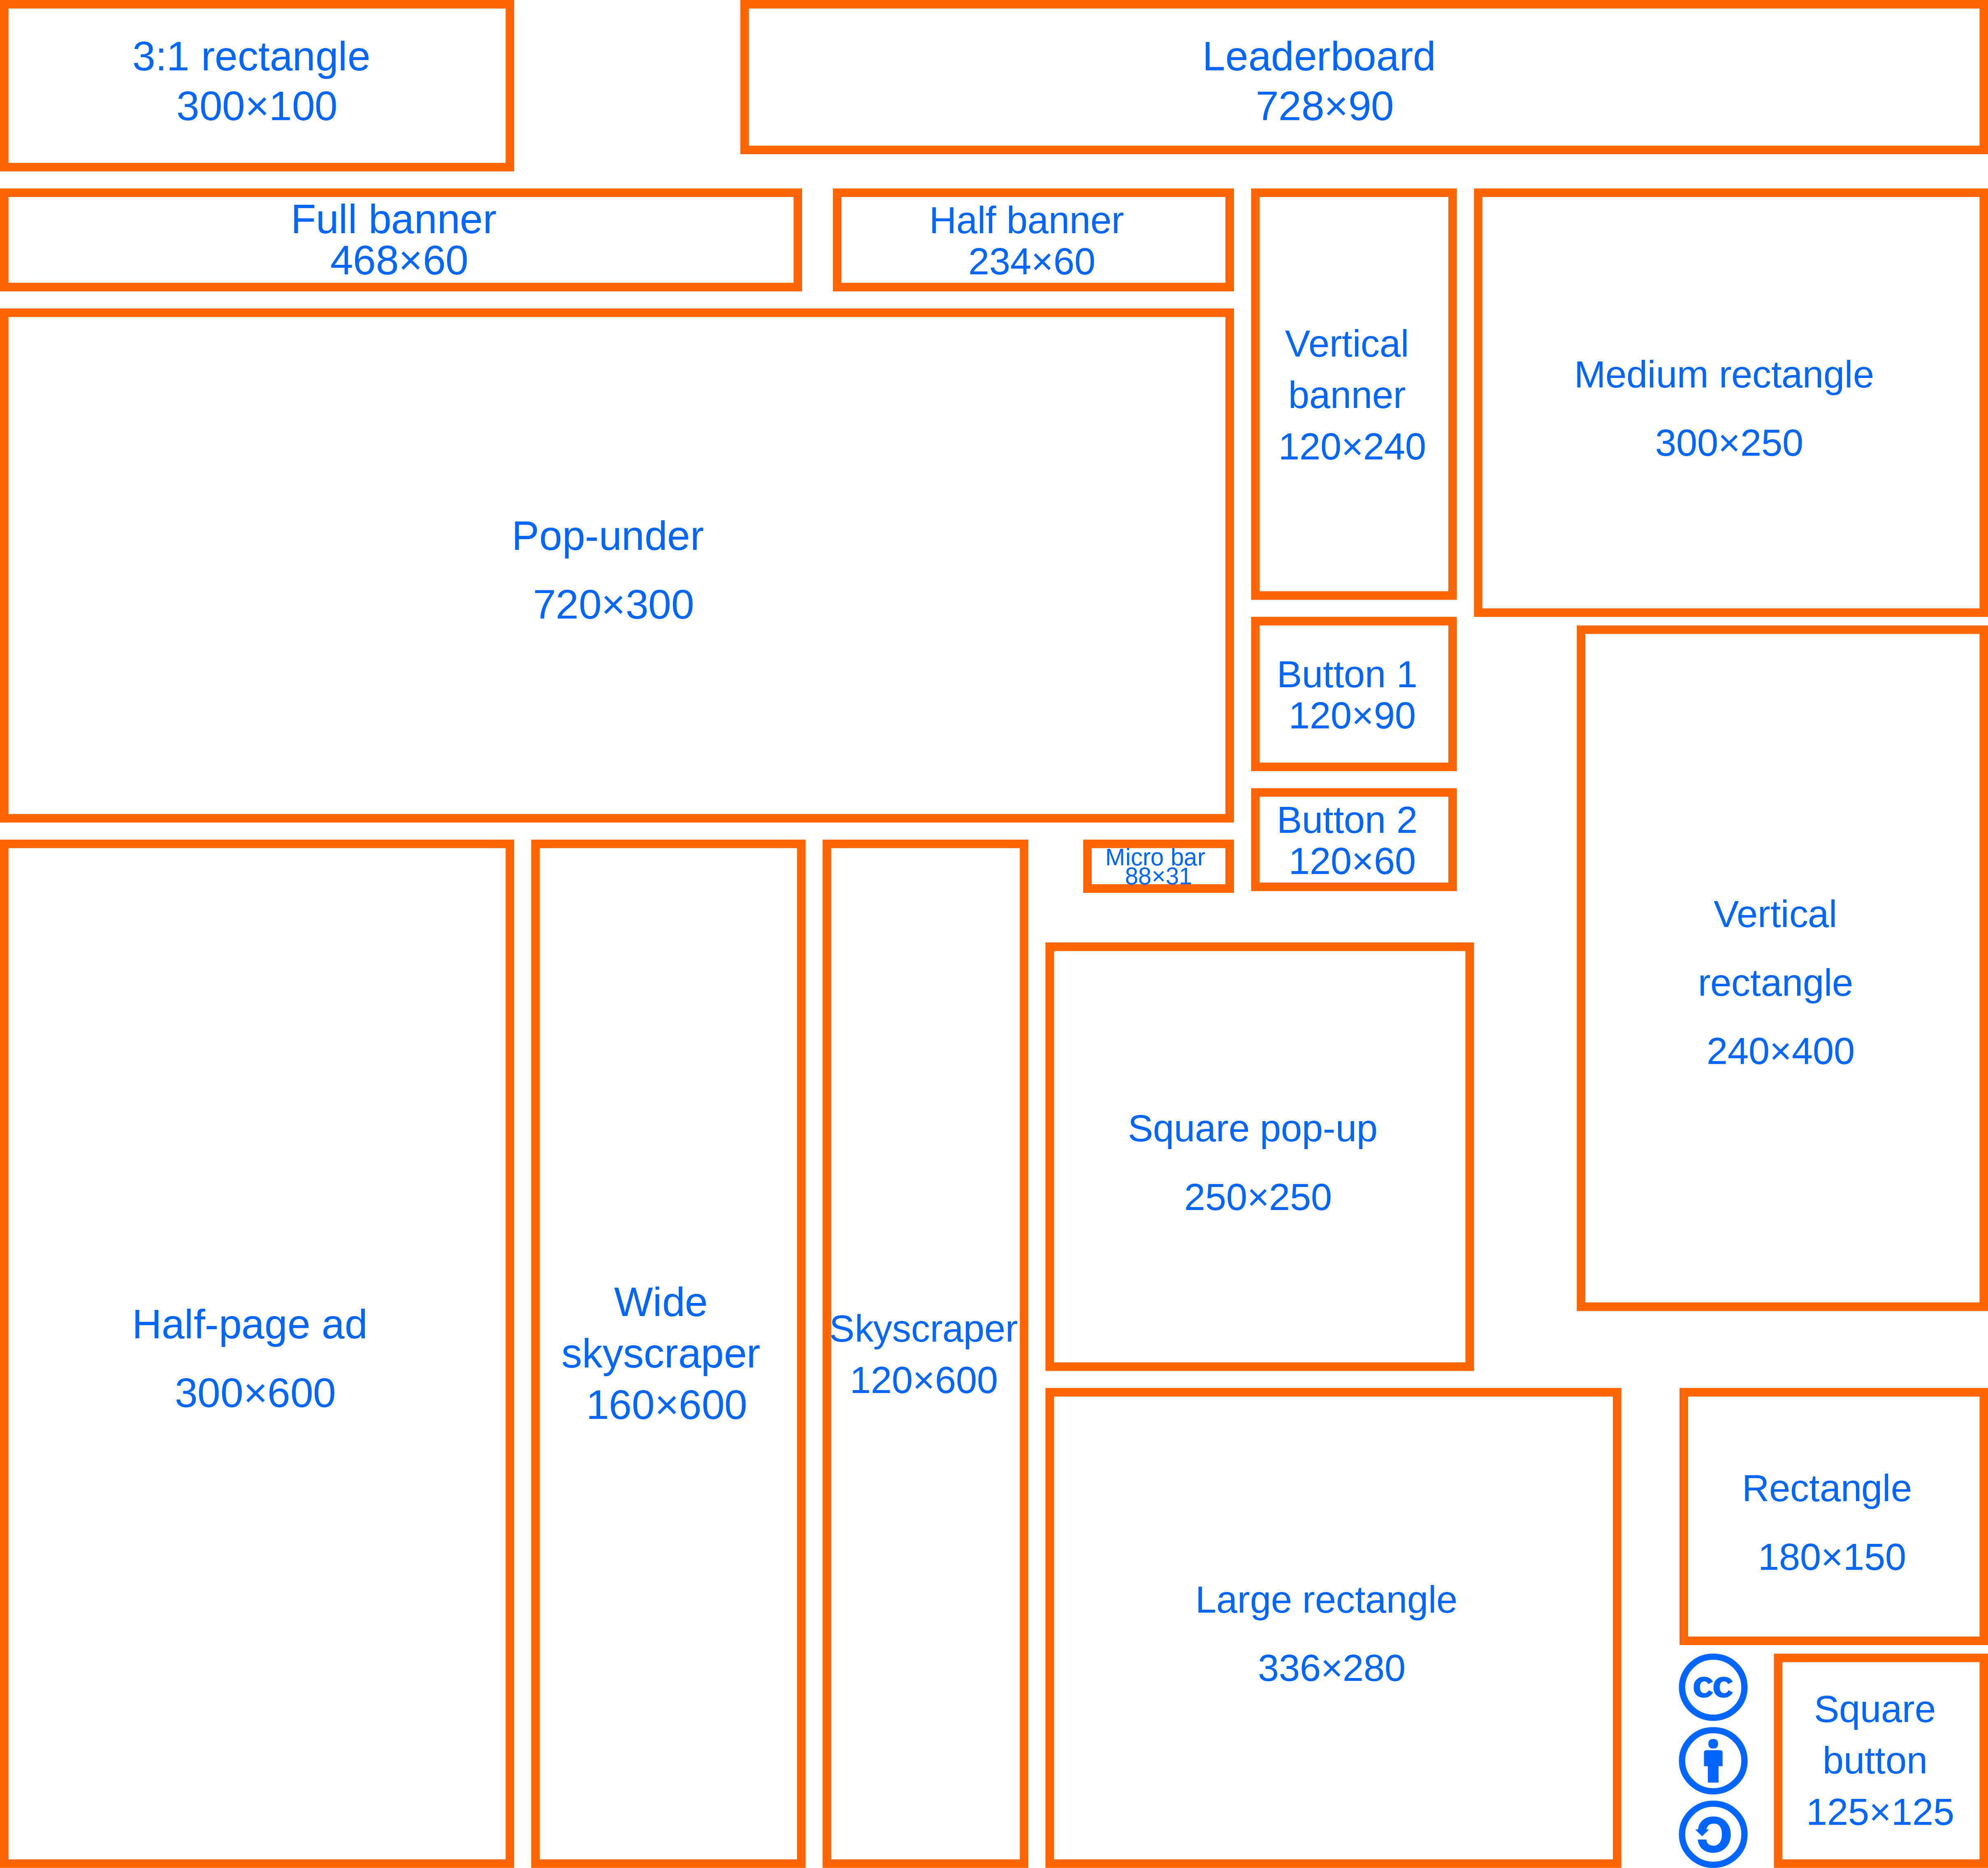 3:1 rectangle
300×100
Leaderboard
728×90
Full banner
468×60
Half banner
234×60
Vertical
banner
120×240
Medium rectangle
300×250
Pop-under
720×300
Button 1
120×90
Button 2
120×60
Micro bar
88×31
Vertical
rectangle
240×400
Square pop-up
250×250
Half-page ad
300×600
Wide
skyscraper
160×600
Skyscraper
120×600
Large rectangle
336×280
Rectangle
180×150
cc
Square
button
125×125